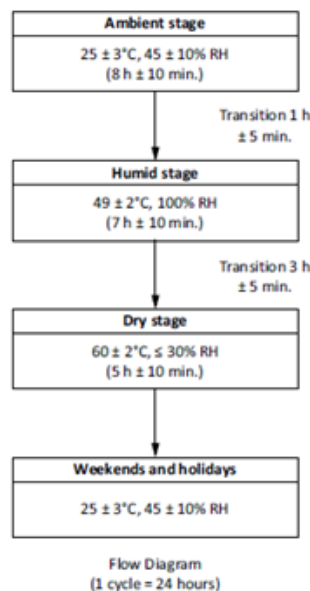 Ambient stage
25 ± 3°C, 45 ± 10% RH
(8 h ± 10 min.)
Transition 1 h
± 5 min.
Humid stage
49 ± 2°C, 100% RH
(7 h ± 10 min.)
Transition 3 h
± 5 min.
Dry stage
60 ± 2°C, ≤ 30% RH
(5 h ± 10 min.)
Weekends and holidays
25 ± 3°C, 45 ± 10% RH
Flow Diagram
(1 cycle = 24 hours)